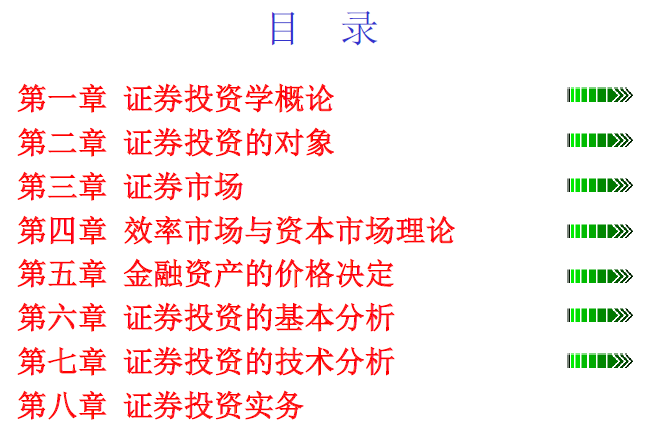 目 录
第一章 证券投资学概论
第二章 证券投资的对象
第三章 证券市场
第四章 效率市场与资本市场理论
第五章 金融资产的价格决定
第六章 证券投资的基本分析
第七章 证券投资的技术分析
第八章 证券投资实务